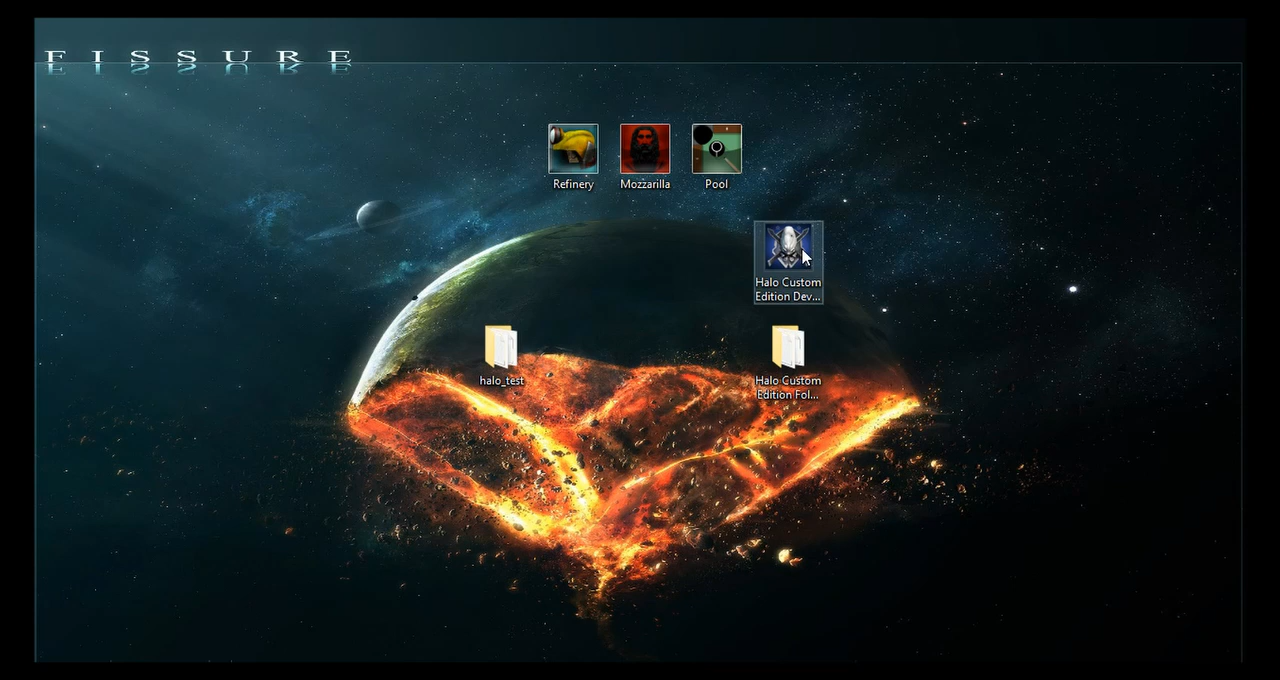 FISSURE
Refinery
Mozzarilla
Pool
Halo Custom
Edition Dev...
halo_test
Halo Custom
Edition Fol...